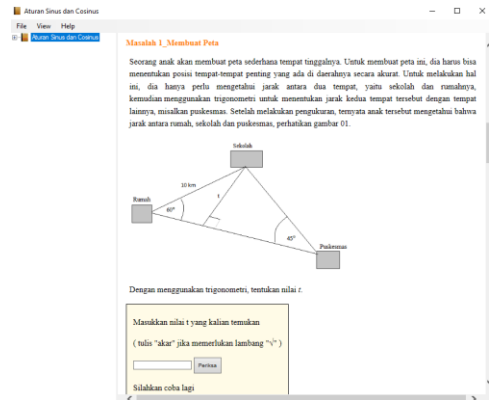 Aturan Sinus dan Cosinus
File View Help
Aturan Sinus dan Cosinus
Masalah 1_Membuat Peta
Seorang anak akan membuat peta sederhana tempat tinggalnya. Untuk membuat peta ini, dia harus bisa
menentukan posisi tempat-tempat penting yang ada di daerahnya secara akurat. Untuk melakukan hal
ini, dia hanya perlu mengetahui jarak antara dua tempat, yaitu sekolah dan rumahnya,
kemudian menggunakan trigonometri untuk menentukan jarak kedua tempat tersebut dengan tempat
lainnya, misalkan puskesmas. Setelah melakukan pengukuran, ternyata anak tersebut mengetahui bahwa
jarak antara rumah, sekolah dan puskesmas, perhatikan gambar 01.
Sekolah
10 km
t
Rumah
60°
45°
Puskesmas
Dengan menggunakan trigonometri, tentukan nilai t.
Masukkan nilai t yang kalian temukan
( tulis "akar" jika memerlukan lambang "√" )
Periksa
Silahkan coba lagi